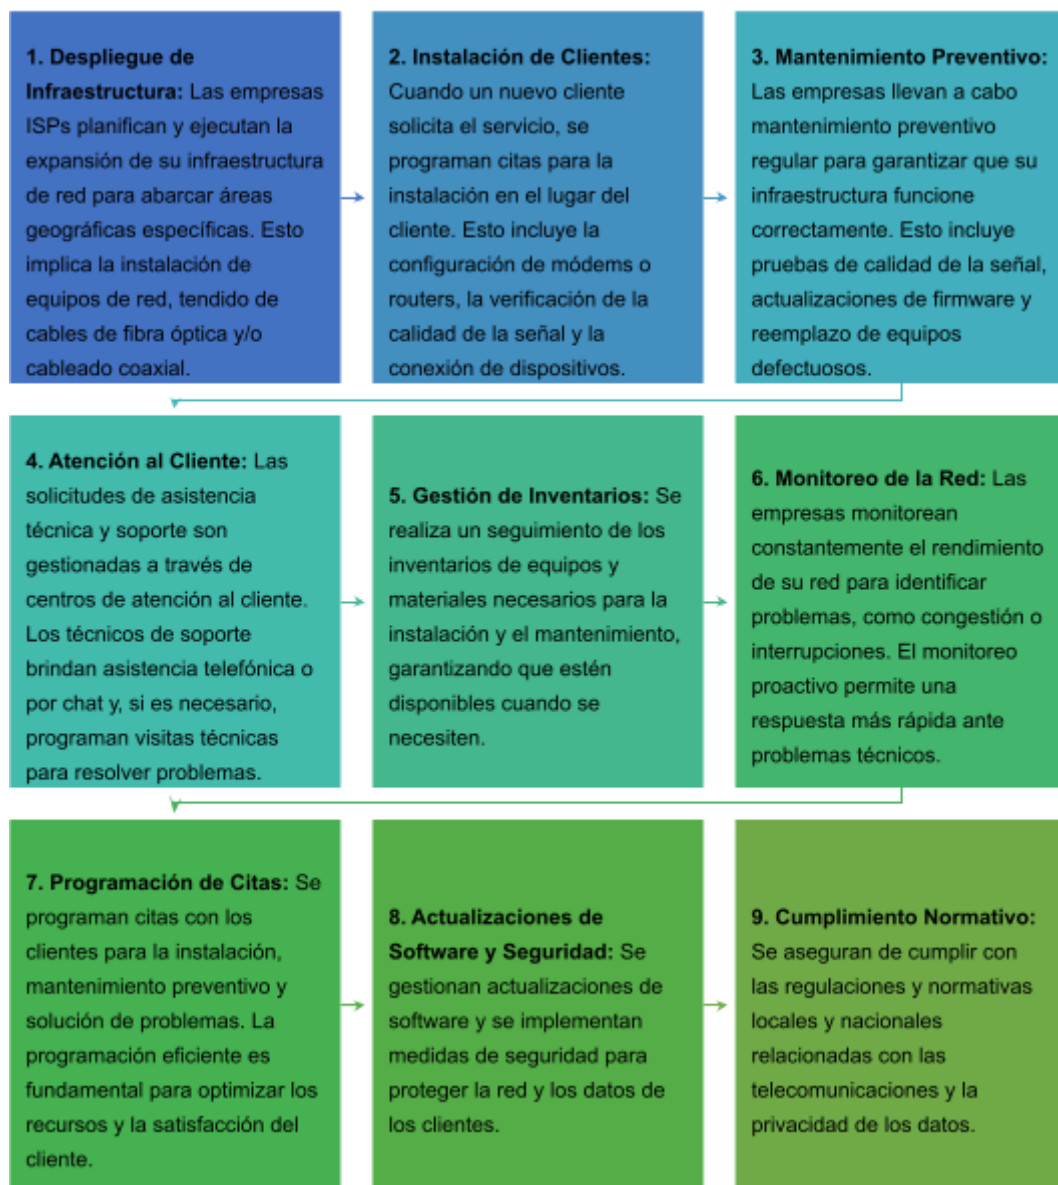 1. Despliegue de
Infraestructura: Las empresas
ISPs planifican y ejecutan la
expansión de su infraestructura
de red para abarcar áreas
geográficas específicas. Esto
implica la instalación de
equipos de red, tendido de
cables de fibra óptica y/o
cableado coaxial.
2. Instalación de Clientes:
Cuando un nuevo cliente
solicita el servicio, se
programan citas para la
instalación en el lugar del
cliente. Esto incluye la
configuración de módems o
routers, la verificación de la
calidad de la señal y la
conexión de dispositivos.
3. Mantenimiento Preventivo:
Las empresas llevan a cabo
mantenimiento preventivo
regular para garantizar que su
infraestructura funcione
correctamente. Esto incluye
pruebas de calidad de la señal,
actualizaciones de firmware y
reemplazo de equipos
defectuosos.
4. Atención al Cliente: Las
solicitudes de asistencia
técnica y soporte son
gestionadas a través de
centros de atención al cliente.
Los técnicos de soporte
brindan asistencia telefónica o
por chat y, si es necesario,
programan visitas técnicas
para resolver problemas.
5. Gestión de Inventarios: Se
realiza un seguimiento de los
inventarios de equipos y
materiales necesarios para la
instalación y el mantenimiento,
garantizando que estén
disponibles cuando se
necesiten.
6. Monitoreo de la Red: Las
empresas monitorean
constantemente el rendimiento
de su red para identificar
problemas, como congestión o
interrupciones. El monitoreo
proactivo permite una
respuesta más rápida ante
problemas técnicos.
7. Programación de Citas: Se
programan citas con los
clientes para la instalación,
mantenimiento preventivo y
solución de problemas. La
programación eficiente es
fundamental para optimizar los
recursos y la satisfacción del
cliente.
8. Actualizaciones de
Software y Seguridad: Se
gestionan actualizaciones de
software y se implementan
medidas de seguridad para
proteger la red y los datos de
los clientes.
9. Cumplimiento Normativo:
Se aseguran de cumplir con
las regulaciones y normativas
locales y nacionales
relacionadas con las
telecomunicaciones y la
privacidad de los datos.